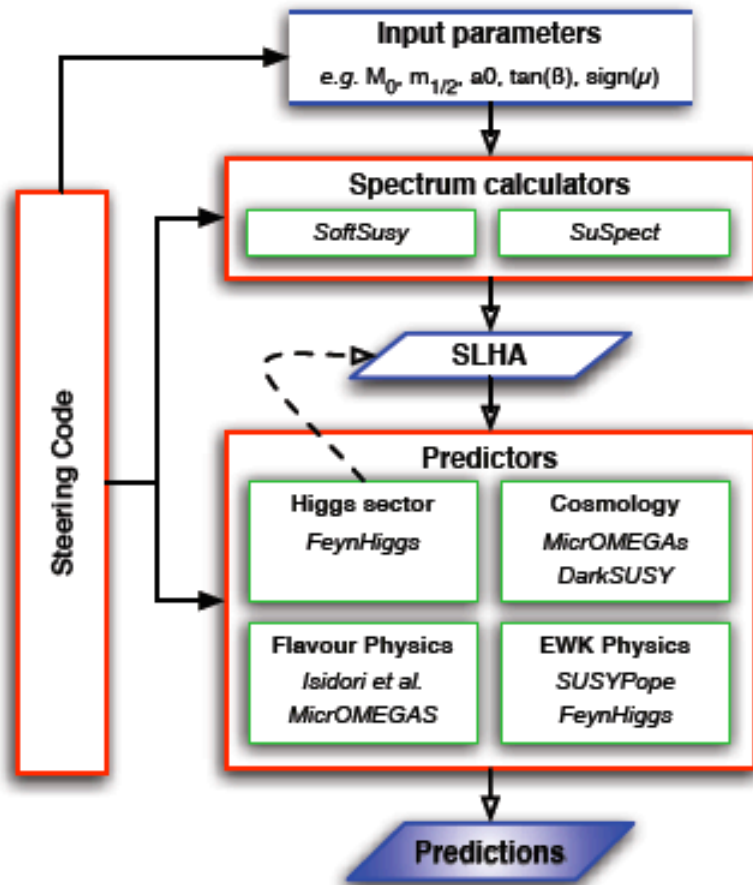 Input parameters
e.g. M0, m1/2, a0, tan(ß), sign(µ)
Spectrum calculators
SoftSusy
SuSpect
SLHA
Steering Code
Predictors
Higgs sector
FeynHiggs
Cosmology
MicrOMEGAs
DarkSUSY
Flavour Physics
Isidori et al.
MicrOMEGAS
EWK Physics
SUSYPope
FeynHiggs
Predictions